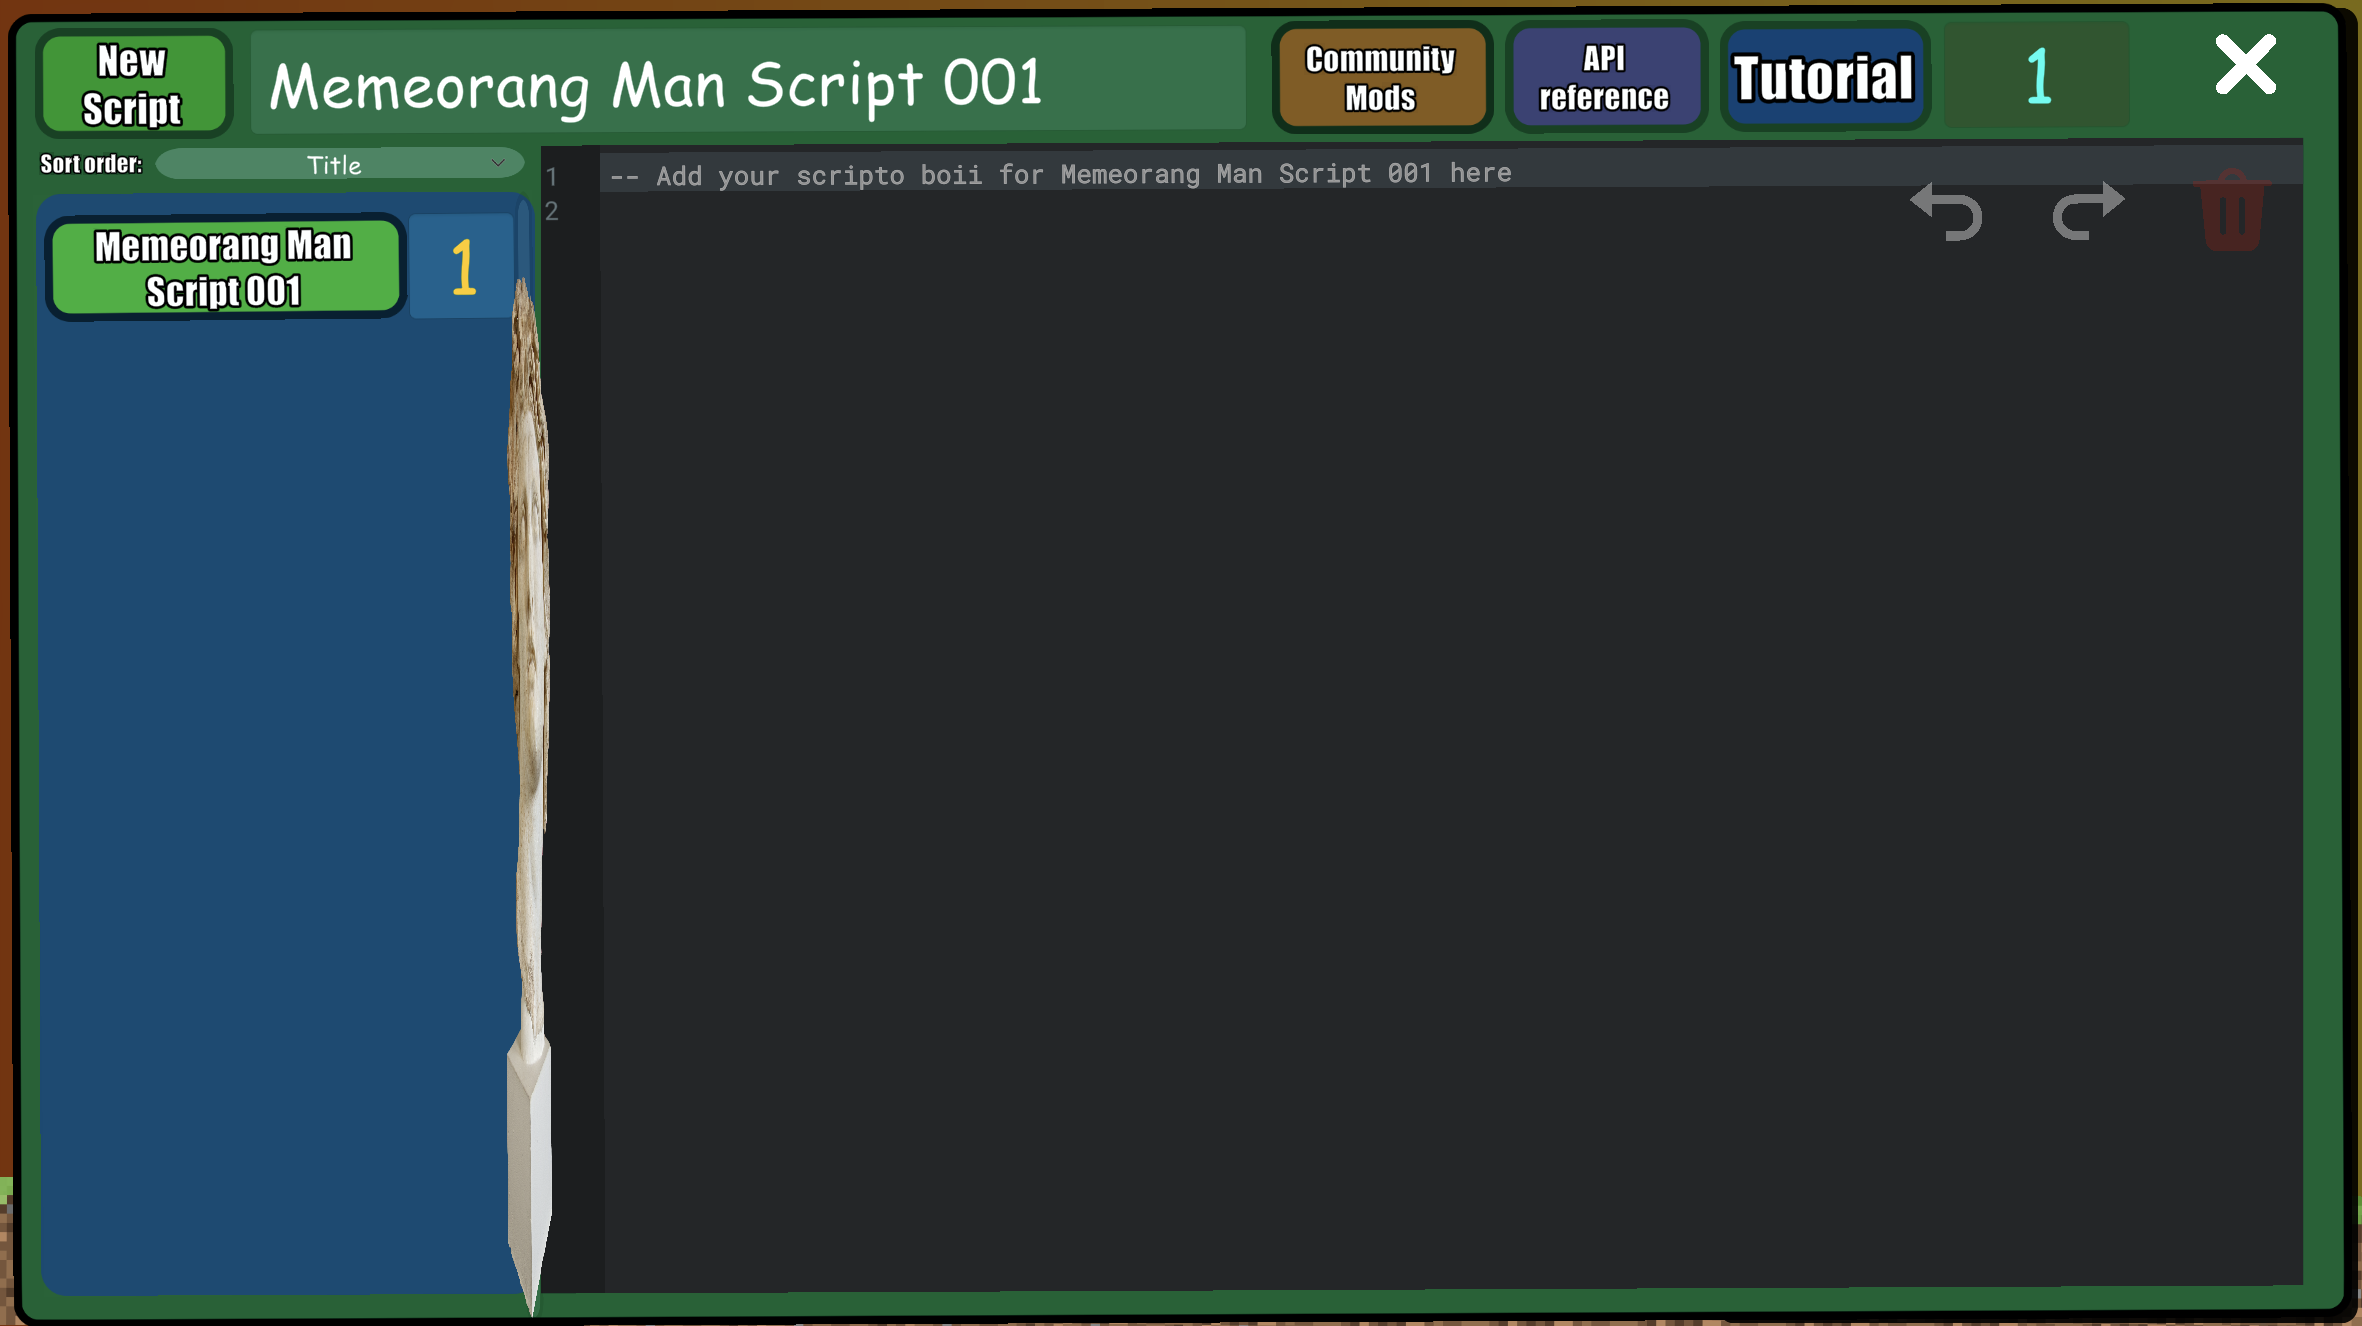 New
Script
Memeorang Man Script 001
Community
Mods
API
reference
Tutorial
1
Sort order:
Title
Memeorang Man
Script 001
1
1
-- Add your scripto boii for Memeorang Man Script 001 here
2